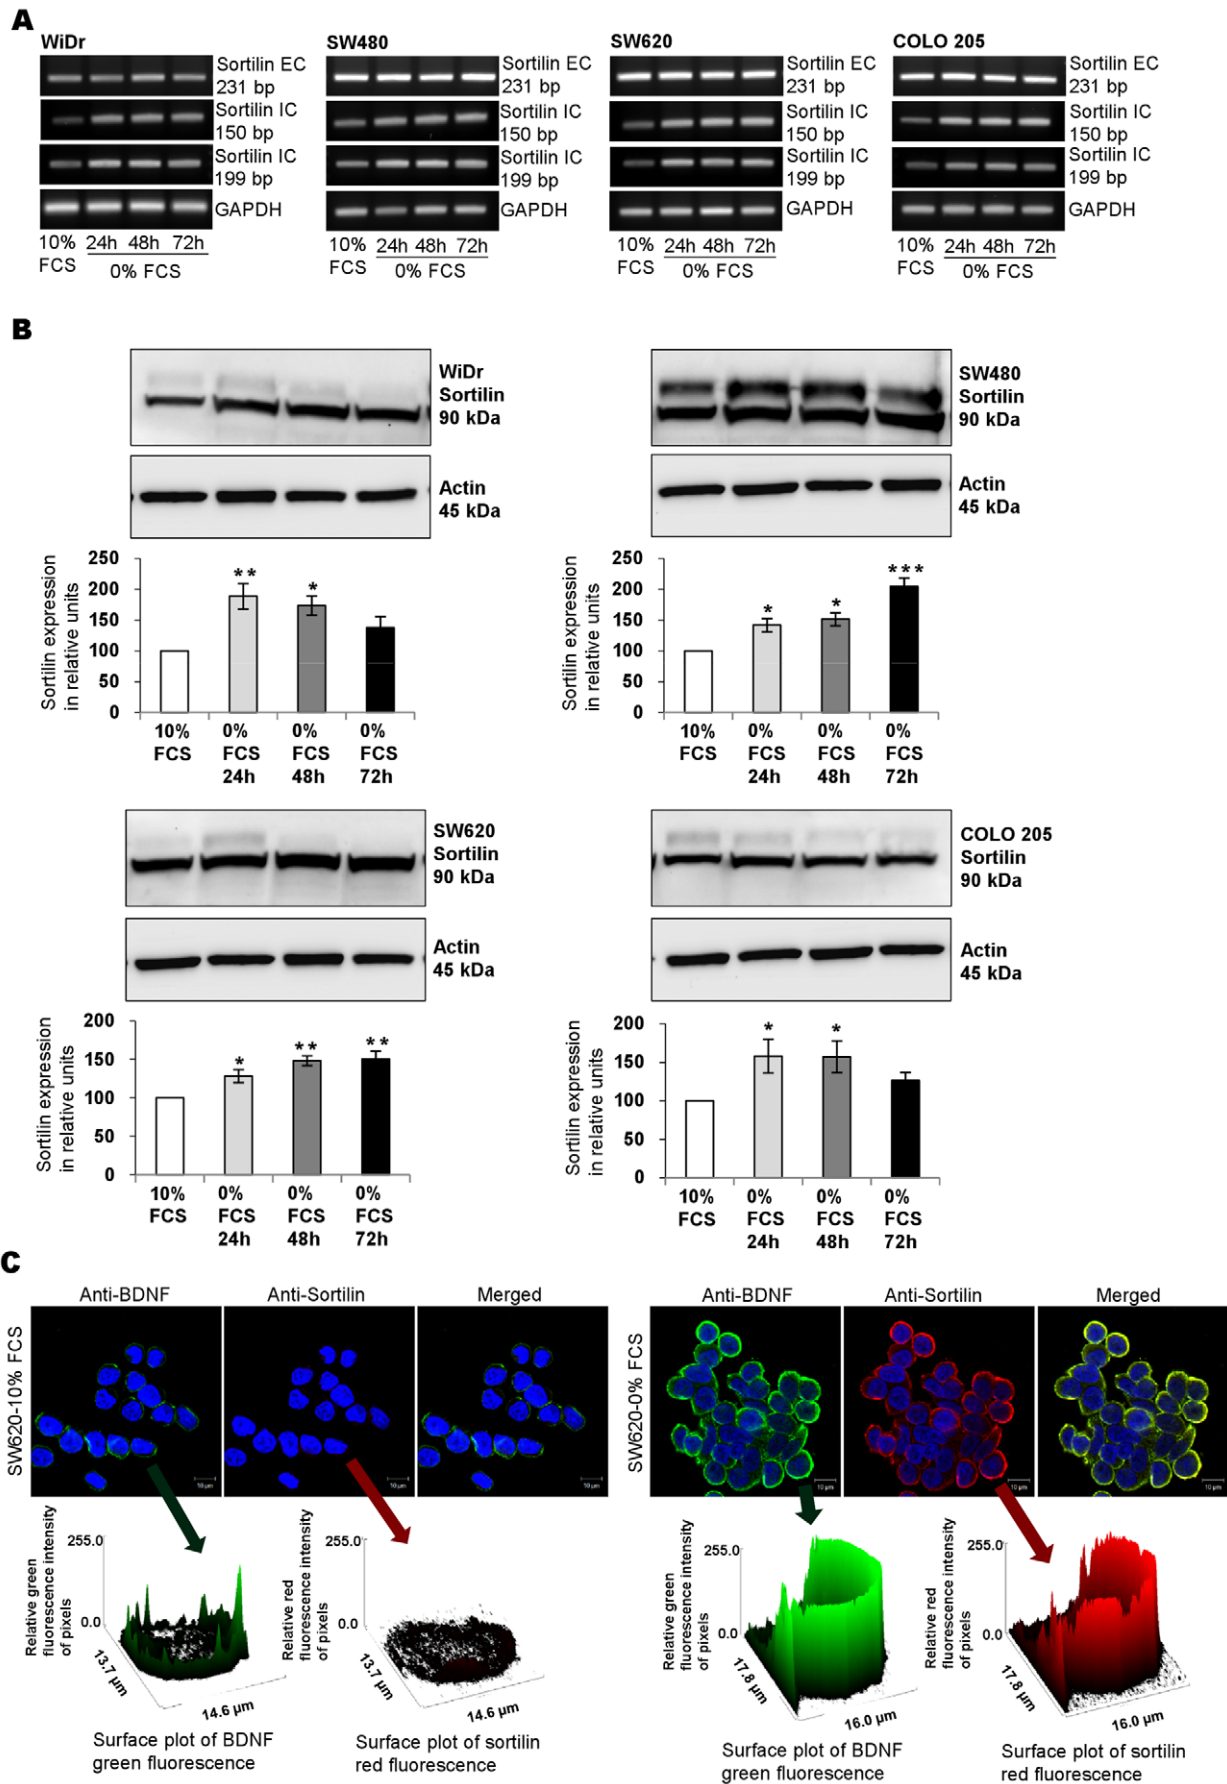 A
WiDr
Sortilin EC
231 bp
Sortilin IC
150 bp
Sortilin IC
199 bp
GAPDH
10%
FCS
24h 48h 72h
0% FCS
SW480
Sortilin EC
231 bp
Sortilin IC
150 bp
Sortilin IC
199 bp
GAPDH
10%
FCS
24h 48h 72h
0% FCS
SW620
Sortilin EC
231 bp
Sortilin IC
150 bp
Sortilin IC
199 bp
GAPDH
10%
FCS
24h 48h 72h
0% FCS
COLO 205
Sortilin EC
231 bp
Sortilin IC
150 bp
Sortilin IC
199 bp
GAPDH
10%
FCS
24h 48h 72h
0% FCS
B
WiDr
Sortilin
90 kDa
Actin
45 kDa
Sortilin expression
in relative units
250
200
150
100
50
0
** *
10% 0% 0% 0%
FCS FCS FCS FCS
24h 48h 72h
SW480
Sortilin
90 kDa
Actin
45 kDa
Sortilin expression
in relative units
250
200
150
100
50
0
* * ***
10% 0% 0% 0%
FCS FCS FCS FCS
24h 48h 72h
SW620
Sortilin
90 kDa
Actin
45 kDa
Sortilin expression
in relative units
200
150
100
50
0
* ** **
10% 0% 0% 0%
FCS FCS FCS FCS
24h 48h 72h
COLO 205
Sortilin
90 kDa
Actin
45 kDa
Sortilin expression
in relative units
200
150
100
50
0
* *
10% 0% 0% 0%
FCS FCS FCS FCS
24h 48h 72h
C
Anti-BDNF Anti-Sortilin Merged
SW620-10% FCS
10 µm 10 µm 10 µm
Relative green
fluorescence intensity
of pixels
255.0
0.0
13.7 µm
14.6 µm
Surface plot of BDNF
green fluorescence
Relative red
fluorescence intensity
of pixels
255.0
0.0
13.7 µm
14.6 µm
Surface plot of sortilin
red fluorescence
Anti-BDNF Anti-Sortilin Merged
SW620-0% FCS
10 µm 10 µm 10 µm
Relative green
fluorescence intensity
of pixels
255.0
0.0
17.8 µm
16.0 µm
Surface plot of BDNF
green fluorescence
Relative red
fluorescence intensity
of pixels
255.0
0.0
17.8 µm
16.0 µm
Surface plot of sortilin
red fluorescence